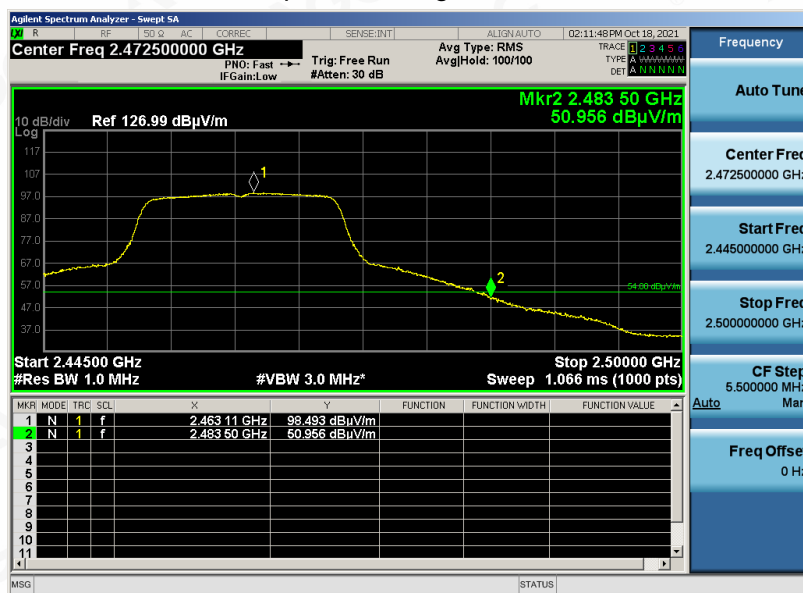 Agilent Spectrum Analyzer - Swept SA
LXI R RF 50 Ω AC CORREC SENSE:INT ALIGN AUTO 02:11:48 PM Oct 18, 2021
Center Freq 2.472500000 GHz
PNO: Fast
IFGain:Low
Trig: Free Run
#Atten: 30 dB
Avg Type: RMS
Avg|Hold: 100/100
TRACE 1 2 3 4 5 6
TYPE A WWWWW
DET A N N N N N
Mkr2 2.483 50 GHz
50.956 dBµV/m
10 dB/div Ref 126.99 dBµV/m
Log
117
107
97.0
87.0
77.0
67.0
57.0
47.0
37.0
1
2
54.00 dBµV/m
Start 2.44500 GHz Stop 2.50000 GHz
#Res BW 1.0 MHz #VBW 3.0 MHz* Sweep 1.066 ms (1000 pts)
MKR MODE TRC SCL X Y FUNCTION FUNCTION WIDTH FUNCTION VALUE
1 N 1 f 2.463 11 GHz 98.493 dBµV/m
2 N 1 f 2.483 50 GHz 50.956 dBµV/m
3
4
5
6
7
8
9
10
11
MSG STATUS
Frequency
Auto Tune
Center Freq
2.472500000 GHz
Start Freq
2.445000000 GHz
Stop Freq
2.500000000 GHz
CF Step
5.500000 MHz
Auto Man
Freq Offset
0 Hz